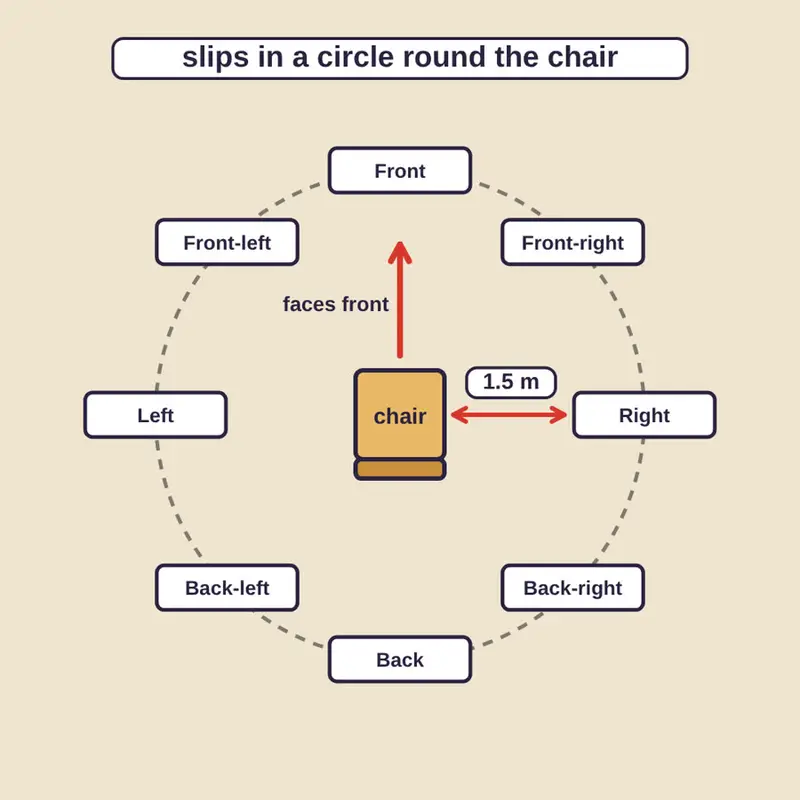 slips in a circle round the chair
Front
Front-left
Front-right
faces front
1.5 m
Left
chair
Right
Back-left
Back-right
Back